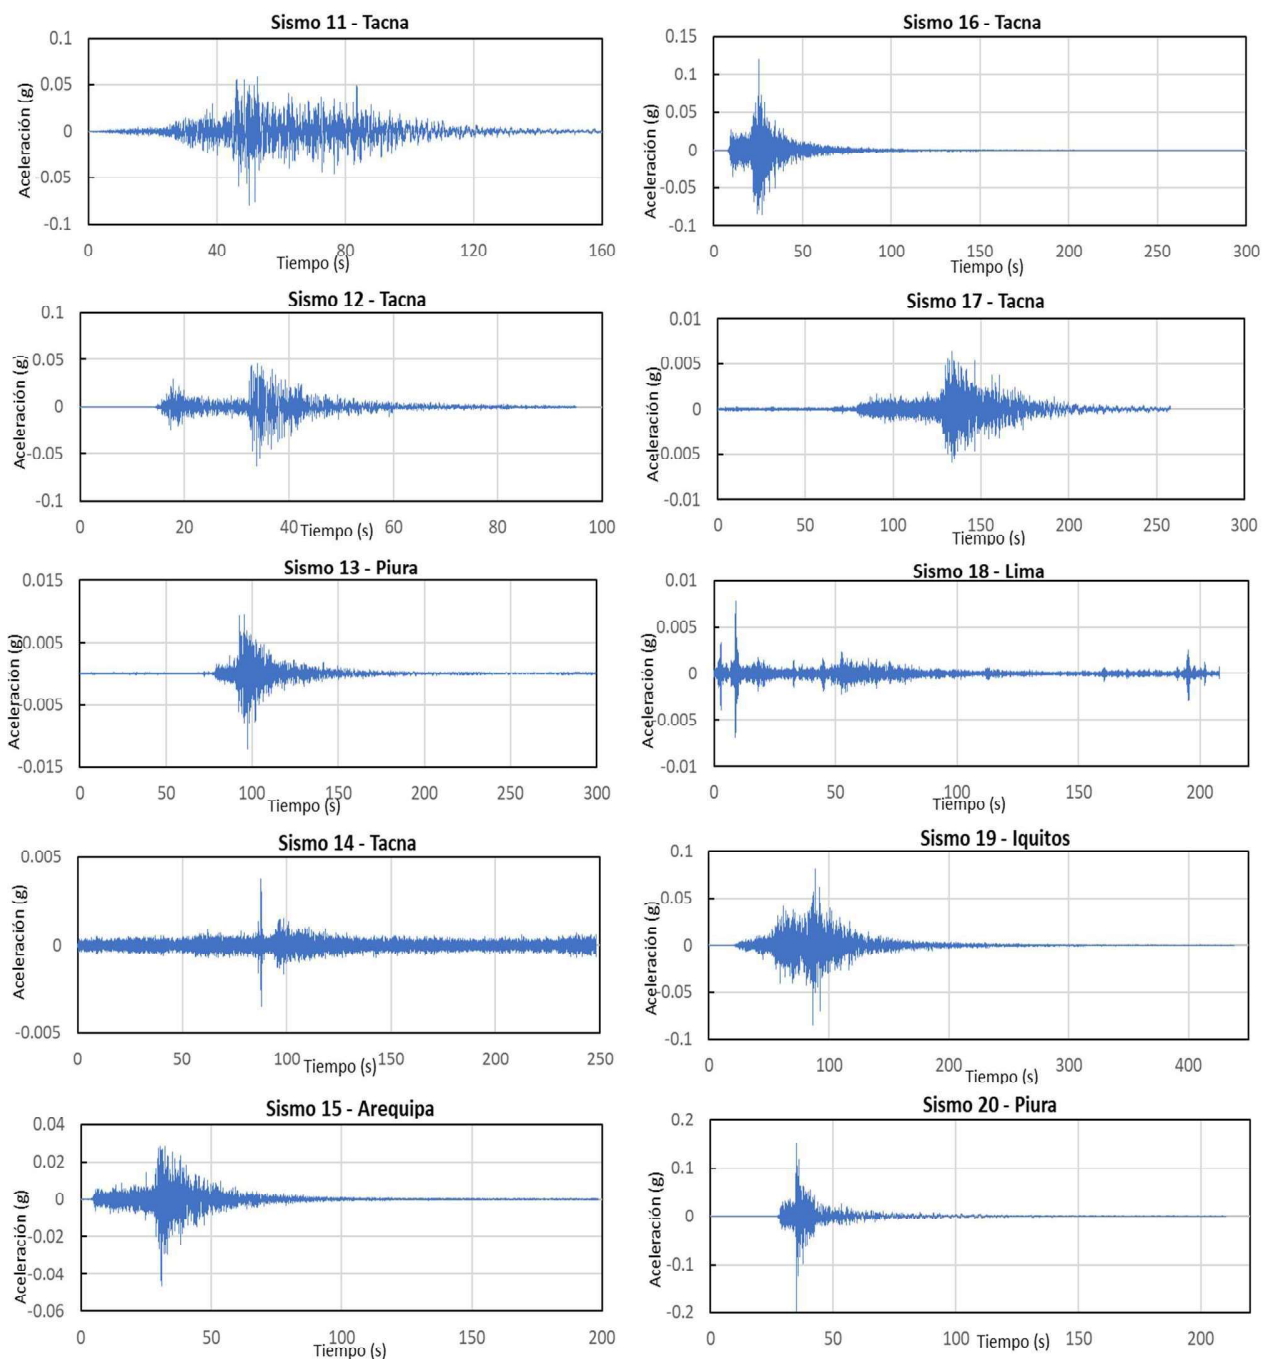 Sismo 11 - Tacna
Aceleración (g)
0.1
0.05
0
-0.05
-0.1
0 40 80 120 160
Tiempo (s)
Sismo 12 - Tacna
Aceleración (g)
0.1
0.05
0
-0.05
-0.1
0 20 40 60 80 100
Tiempo (s)
Sismo 13 - Piura
Aceleración (g)
0.015
0.005
-0.005
-0.015
0 50 100 150 200 250 300
Tiempo (s)
Sismo 14 - Tacna
Aceleración (g)
0.005
0
-0.005
0 50 100 150 200 250
Tiempo (s)
Sismo 15 - Arequipa
Aceleración (g)
0.04
0.02
0
-0.02
-0.04
-0.06
0 50 100 150 200
Tiempo (s)
Sismo 16 - Tacna
Aceleración (g)
0.15
0.1
0.05
0
-0.05
-0.1
0 50 100 150 200 250 300
Tiempo (s)
Sismo 17 - Tacna
Aceleración (g)
0.01
0.005
0
-0.005
-0.01
0 50 100 150 200 250 300
Tiempo (s)
Sismo 18 - Lima
Aceleración (g)
0.01
0.005
0
-0.005
-0.01
0 50 100 150 200
Tiempo (s)
Sismo 19 - Iquitos
Aceleración (g)
0.1
0.05
0
-0.05
-0.1
0 100 200 300 400
Tiempo (s)
Sismo 20 - Piura
Aceleración (g)
0.2
0.1
0
-0.1
-0.2
0 50 100 150 200
Tiempo (s)